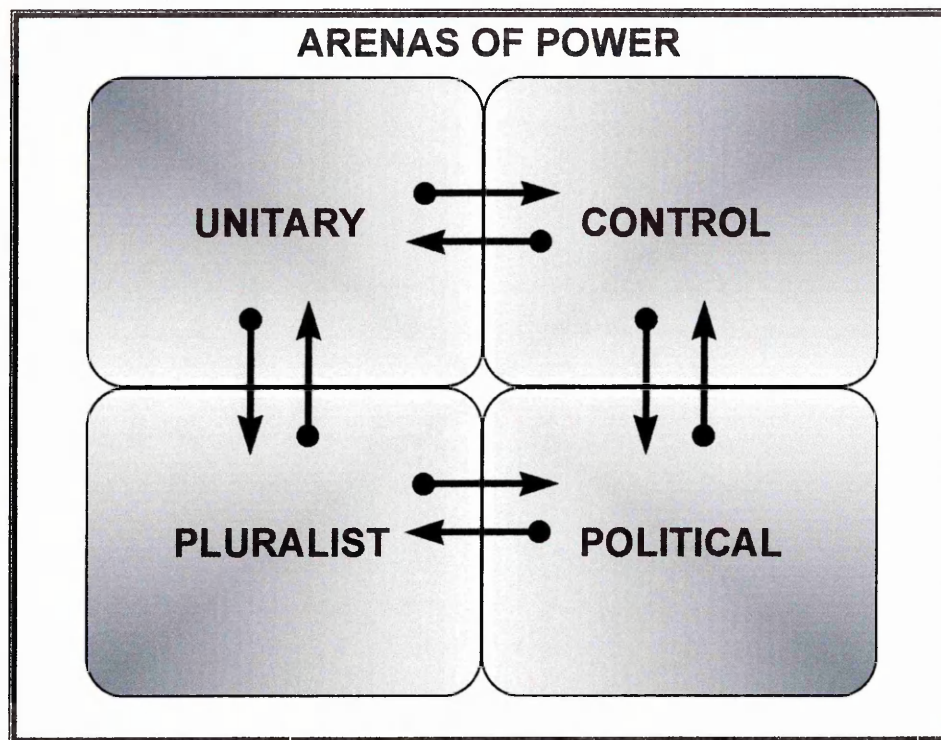 ARENAS OF POWER
UNITARY
CONTROL
PLURALIST
POLITICAL